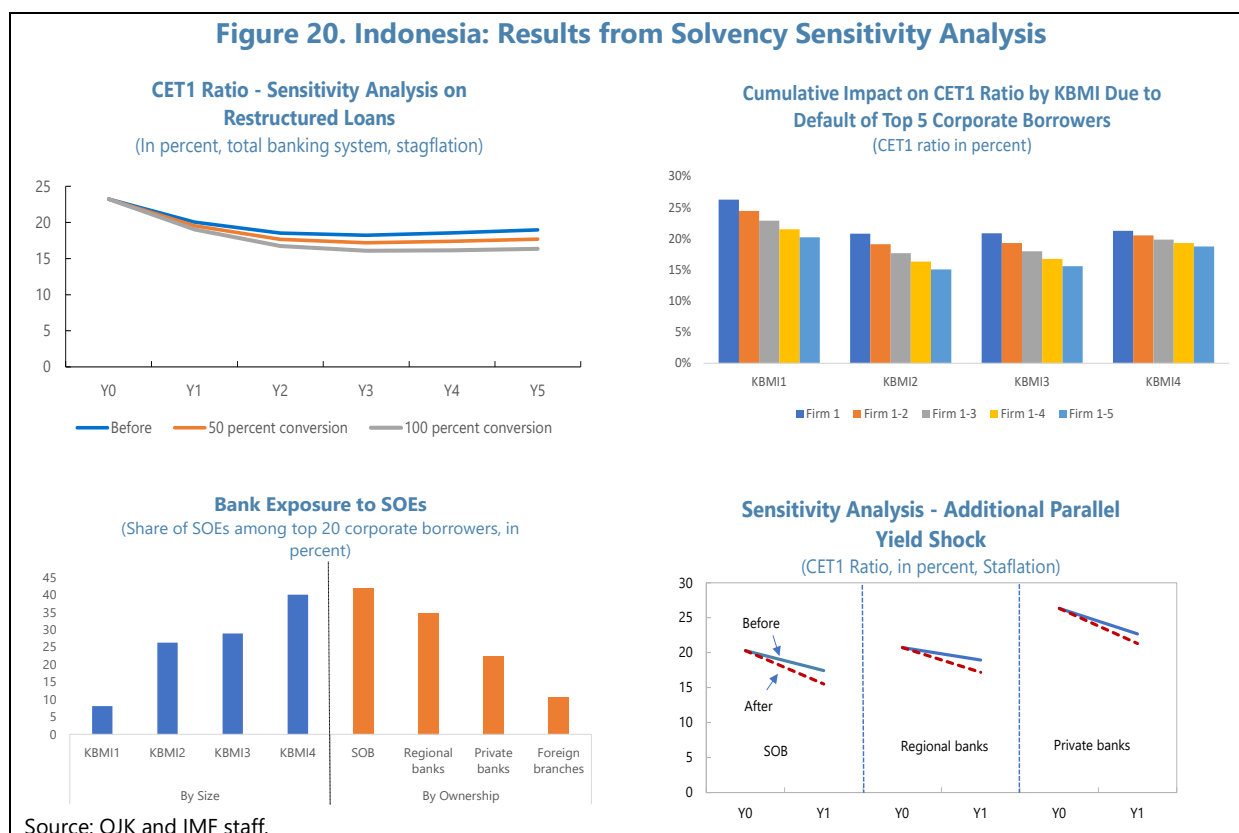 Figure 20. Indonesia: Results from Solvency Sensitivity Analysis
CET1 Ratio - Sensitivity Analysis on
Restructured Loans
(In percent, total banking system, stagflation)
25
20
15
10
5
0
Y0 Y1 Y2 Y3 Y4 Y5
Before 50 percent conversion 100 percent conversion
Cumulative Impact on CET1 Ratio by KBMI Due to
Default of Top 5 Corporate Borrowers
(CET1 ratio in percent)
30%
25%
20%
15%
10%
5%
0%
KBMI1 KBMI2 KBMI3 KBMI4
Firm 1 Firm 1-2 Firm 1-3 Firm 1-4 Firm 1-5
Bank Exposure to SOEs
(Share of SOEs among top 20 corporate borrowers, in
percent)
45
40
35
30
25
20
15
10
5
0
KBMI1 KBMI2 KBMI3 KBMI4 SOB Regional Private Foreign
banks banks branches
By Size By Ownership
Sensitivity Analysis - Additional Parallel
Yield Shock
(CET1 Ratio, in percent, Staflation)
30
25
20
15
10
5
0
Before
After
SOB Regional banks Private banks
Y0 Y1 Y0 Y1 Y0 Y1
Source: OJK and IMF staff.